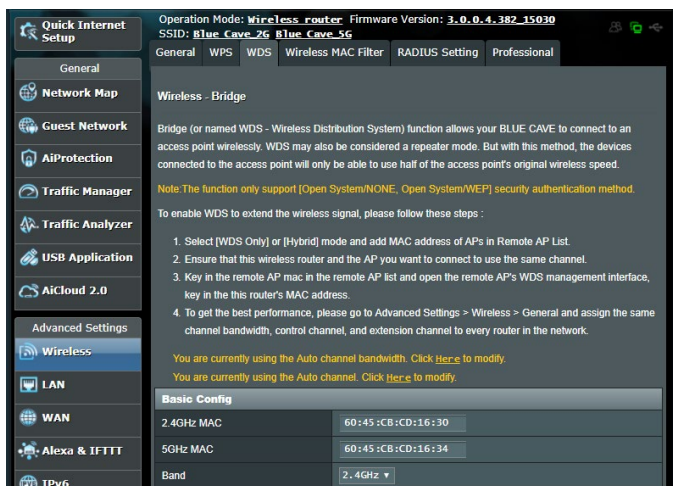 Quick Internet
Setup
Operation Mode: Wireless router Firmware Version: 3.0.0.4.382_15030
SSID: Blue Cave_2G Blue Cave_5G
General WPS WDS Wireless MAC Filter RADIUS Setting Professional
General
Network Map
Guest Network
AiProtection
Traffic Manager
Traffic Analyzer
USB Application
AiCloud 2.0
Advanced Settings
Wireless
LAN
WAN
Alexa & IFTTT
IPv6
Wireless - Bridge
Bridge (or named WDS - Wireless Distribution System) function allows your BLUE CAVE to connect to an
access point wirelessly. WDS may also be considered a repeater mode. But with this method, the devices
connected to the access point will only be able to use half of the access point's original wireless speed.
Note:The function only support [Open System/NONE, Open System/WEP] security authentication method.
To enable WDS to extend the wireless signal, please follow these steps :
1. Select [WDS Only] or [Hybrid] mode and add MAC address of APs in Remote AP List.
2. Ensure that this wireless router and the AP you want to connect to use the same channel.
3. Key in the remote AP mac in the remote AP list and open the remote AP's WDS management interface,
key in the this router's MAC address.
4. To get the best performance, please go to Advanced Settings > Wireless > General and assign the same
channel bandwidth, control channel, and extension channel to every router in the network.
You are currently using the Auto channel bandwidth. Click Here to modify.
You are currently using the Auto channel. Click Here to modify.
Basic Config
2.4GHz MAC 60:45:CB:CD:16:30
5GHz MAC 60:45:CB:CD:16:34
Band 2.4GHz